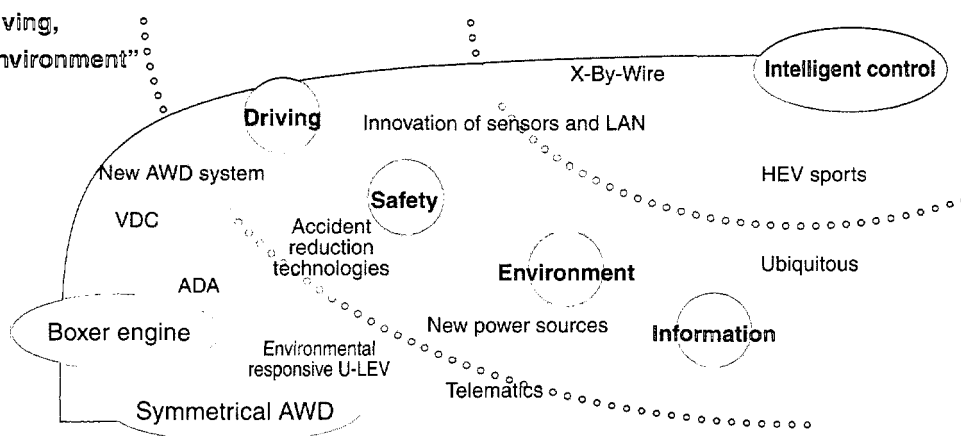 ving,
nvironment”
X-By-Wire
Intelligent control
Driving
Innovation of sensors and LAN
New AWD system
HEV sports
Safety
VDC
Accident
reduction
technologies
Environment
Ubiquitous
ADA
Boxer engine
New power sources
Information
Environmental
responsive U-LEV
Telematics
Symmetrical AWD